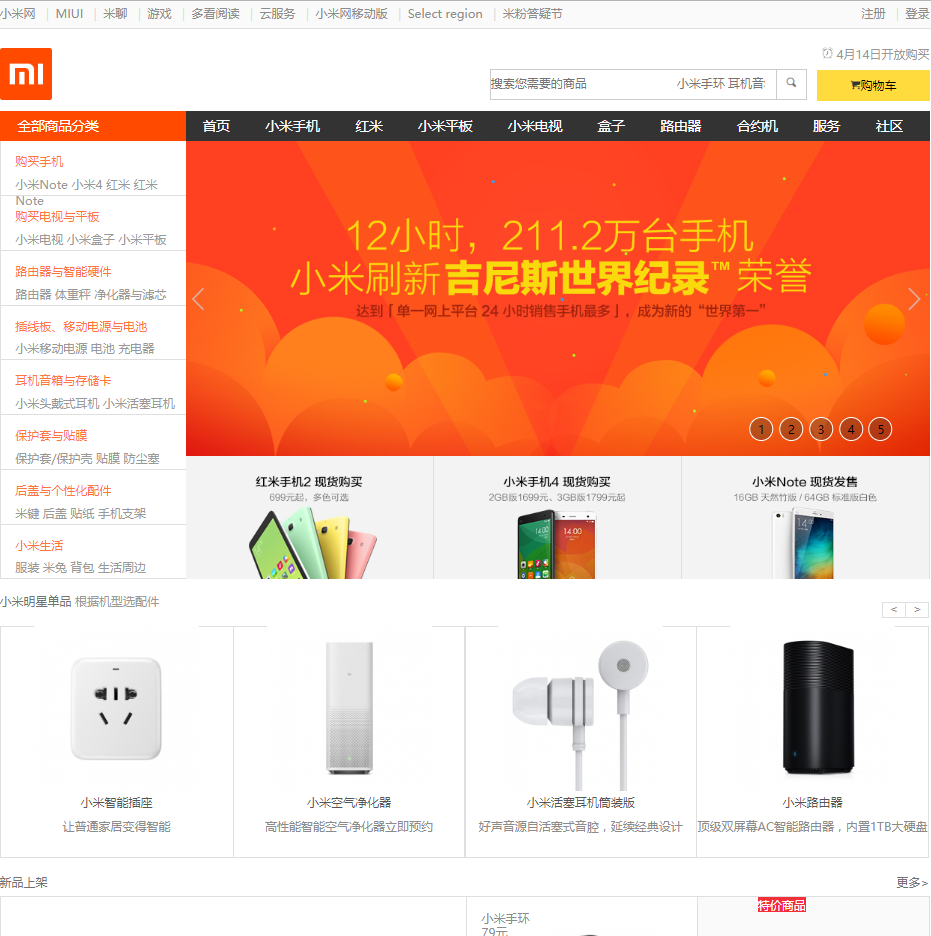 小米网 MIUI 米聊 游戏 多看阅读 云服务 小米网移动版 Select region 米粉答疑节 注册 登录
4月14日开放购买
mi
搜索您需要的商品 小米手环 耳机音 购物车
全部商品分类 首页 小米手机 红米 小米平板 小米电视 盒子 路由器 合约机 服务 社区
购买手机
小米Note 小米4 红米 红米
Note
购买电视与平板
小米电视 小米盒子 小米平板
路由器与智能硬件
路由器 体重秤 净化器与滤芯
插线板、移动电源与电池
小米移动电源 电池 充电器
耳机音箱与存储卡
小米头戴式耳机 小米活塞耳机
保护套与贴膜
保护套/保护壳 贴膜 防尘塞
后盖与个性化配件
米键 后盖 贴纸 手机支架
小米生活
服装 米兔 背包 生活周边
12小时，211.2万台手机
小米刷新吉尼斯世界纪录™荣誉
达到「单一网上平台 24 小时销售手机最多」，成为新的“世界第一”
1 2 3 4 5
红米手机2 现货购买
699元起，多色可选
小米手机4 现货购买
2GB版1699元、3GB版1799元起
小米Note 现货发售
16GB 天然竹版 / 64GB 标准版白色
14:00 14:00
小米明星单品 根据机型选配件 < >
小米智能插座
让普通家居变得智能
小米空气净化器
高性能智能空气净化器立即预约
小米活塞耳机简装版
好声音源自活塞式音腔，延续经典设计
小米路由器
顶级双屏幕AC智能路由器，内置1TB大硬盘
新品上架 更多>
特价商品
小米手环
79元